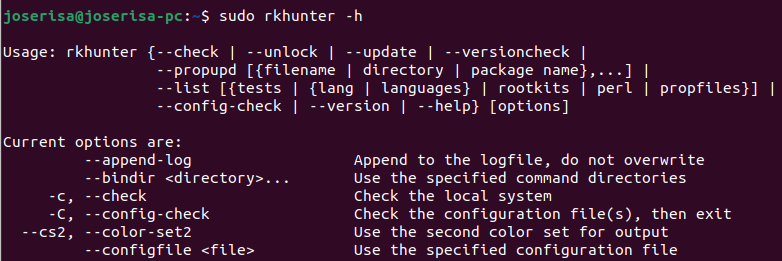 joserisa@joserisa-pc:~$ sudo rkhunter -h
Usage: rkhunter {--check | --unlock | --update | --versioncheck |
--propupd [{filename | directory | package name},...] |
--list [{tests | {lang | languages} | rootkits | perl | propfiles}] |
--config-check | --version | --help} [options]
Current options are:
--append-log Append to the logfile, do not overwrite
--bindir <directory>... Use the specified command directories
-c, --check Check the local system
-C, --config-check Check the configuration file(s), then exit
--cs2, --color-set2 Use the second color set for output
--configfile <file> Use the specified configuration file